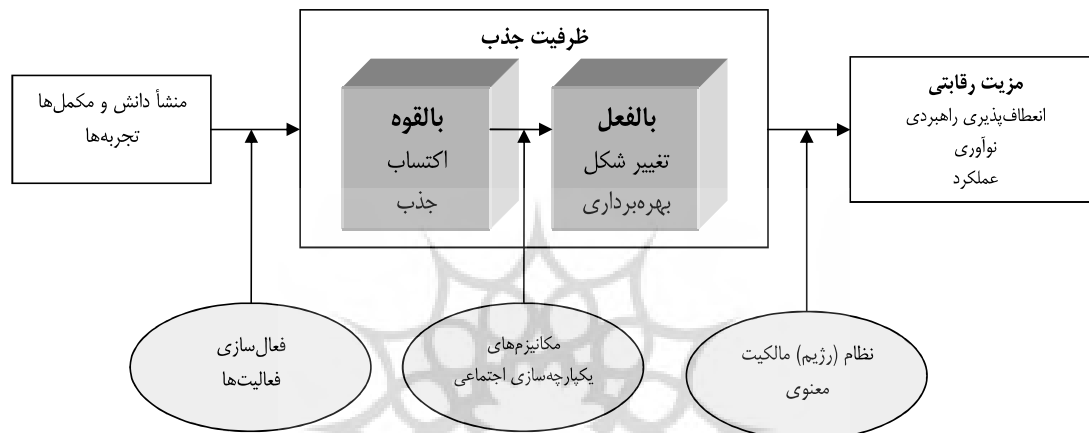 ظرفیت جذب
منشأ دانش و مکمل‌ها
تجربه‌ها
بالقوه
اکتساب
جذب
بالفعل
تغییر شکل
بهره‌برداری
مزیت رقابتی
انعطاف‌پذیری راهبردی
نوآوری
عملکرد
فعال‌سازی
فعالیت‌ها
مکانیزم‌های
یکپارچه‌سازی اجتماعی
نظام (رژیم) مالکیت
معنوی